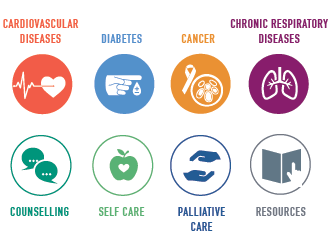 CARDIOVASCULAR
DISEASES
DIABETES
CANCER
CHRONIC RESPIRATORY
DISEASES
COUNSELLING
SELF CARE
PALLIATIVE
CARE
RESOURCES